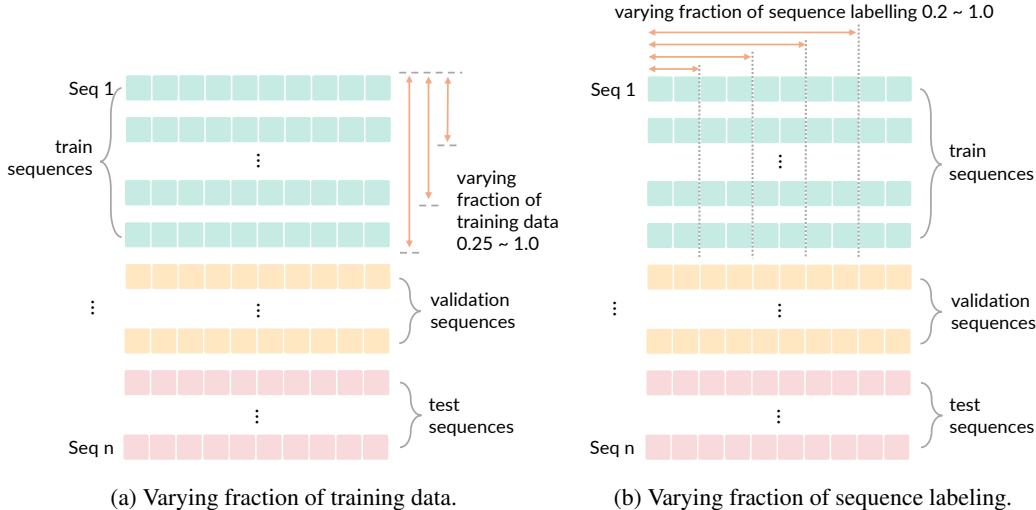 varying fraction of sequence labelling 0.2 ~ 1.0
Seq 1
train
sequences
⋮
varying
fraction of
training data
0.25 ~ 1.0
⋮
⋮
validation
sequences
⋮
test
sequences
Seq n
(a) Varying fraction of training data.
Seq 1
⋮
train
sequences
⋮
⋮
validation
sequences
⋮
test
sequences
Seq n
(b) Varying fraction of sequence labeling.